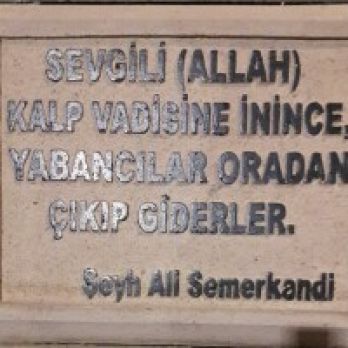 SEVGİLİ (ALLAH)
KALP VADİSİNE İNİNCE,
YABANCILAR ORADAN
ÇIKIP GİDERLER.
Şeyh Ali Semerkandi